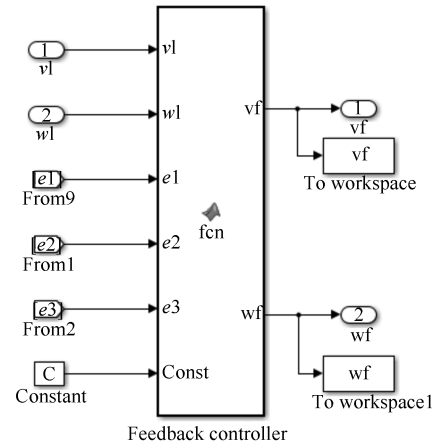 1
vl
vl
2
wl
wl
e1
From9
e1
e2
From1
e2
e3
From2
e3
C
Constant
Const
fcn
vf
1
vf
vf
To workspace
wf
2
wf
wf
To workspace1
Feedback controller